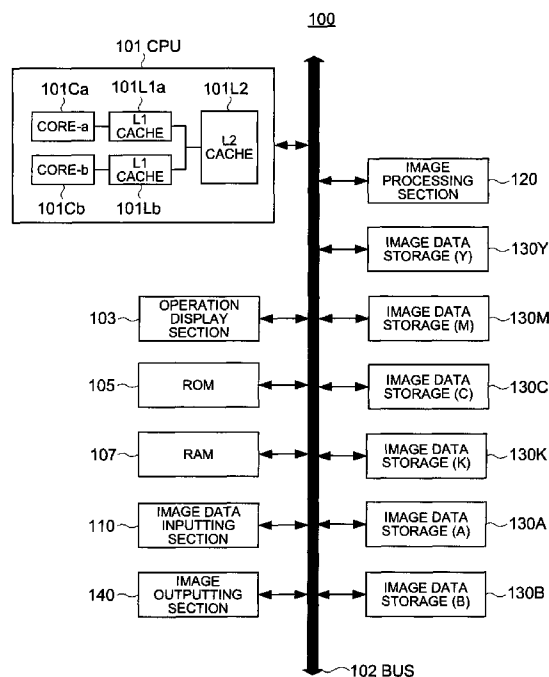 100
101 CPU
101Ca
101L1a
101L2
CORE-a
L1
CACHE
L2
CACHE
CORE-b
L1
CACHE
101Cb
101Lb
IMAGE
PROCESSING
SECTION
120
IMAGE DATA
STORAGE (Y)
130Y
103
OPERATION
DISPLAY
SECTION
IMAGE DATA
STORAGE (M)
130M
105
ROM
IMAGE DATA
STORAGE (C)
130C
107
RAM
IMAGE DATA
STORAGE (K)
130K
110
IMAGE DATA
INPUTTING
SECTION
IMAGE DATA
STORAGE (A)
130A
140
IMAGE
OUTPUTTING
SECTION
IMAGE DATA
STORAGE (B)
130B
102 BUS